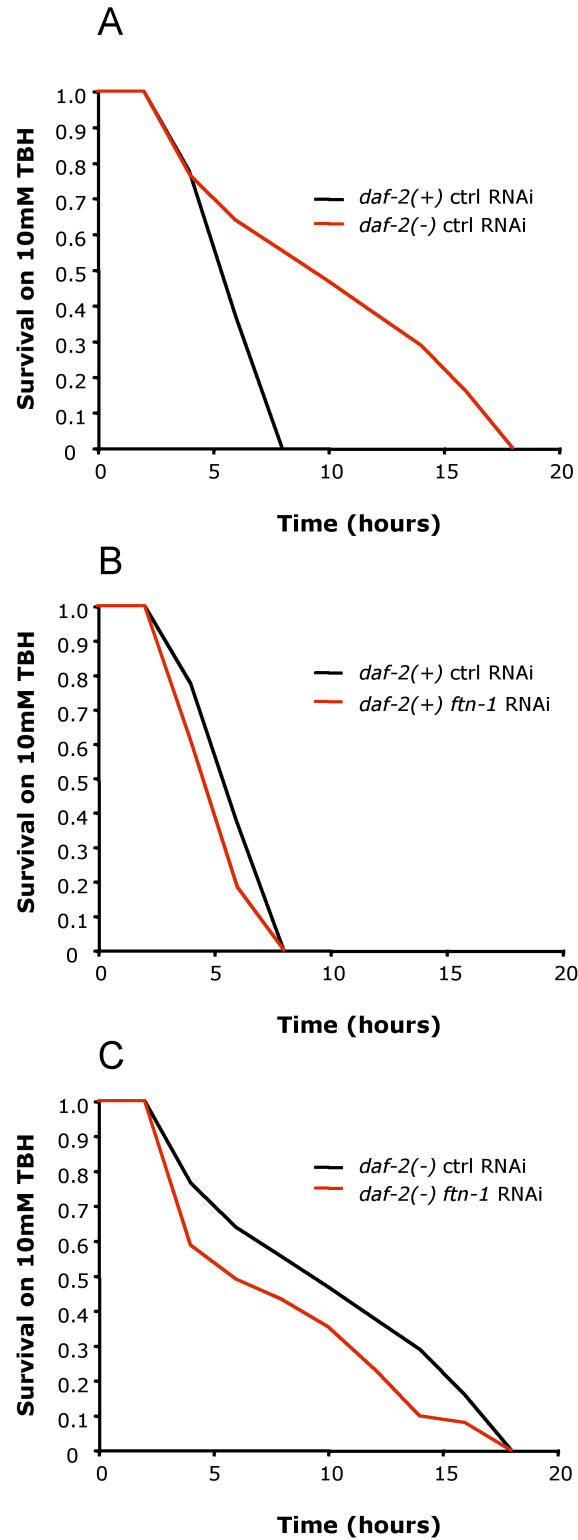 A
Survival on 10mM TBH
1.0
0.9
0.8
0.7
0.6
0.5
0.4
0.3
0.2
0.1
0
daf-2(+) ctrl RNAi
daf-2(-) ctrl RNAi
0 5 10 15 20
Time (hours)
B
Survival on 10mM TBH
1.0
0.9
0.8
0.7
0.6
0.5
0.4
0.3
0.2
0.1
0
daf-2(+) ctrl RNAi
daf-2(+) ftn-1 RNAi
0 5 10 15 20
Time (hours)
C
Survival on 10mM TBH
1.0
0.9
0.8
0.7
0.6
0.5
0.4
0.3
0.2
0.1
0
daf-2(-) ctrl RNAi
daf-2(-) ftn-1 RNAi
0 5 10 15 20
Time (hours)